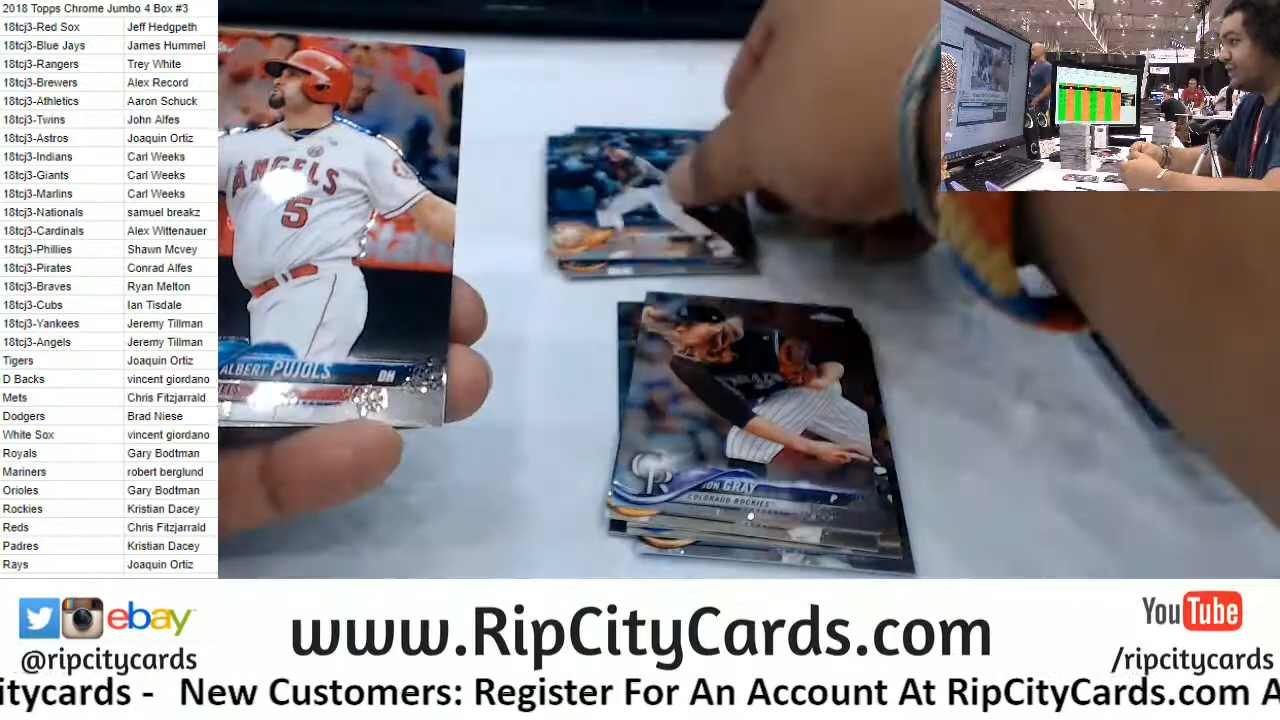 2018 Topps Chrome Jumbo 4 Box #3
18tcj3-Red Sox Jeff Hedgpeth
18tcj3-Blue Jays James Hummel
18tcj3-Rangers Trey White
18tcj3-Brewers Alex Record
18tcj3-Athletics Aaron Schuck
18tcj3-Twins John Alfes
18tcj3-Astros Joaquin Ortiz
18tcj3-Indians Carl Weeks
18tcj3-Giants Carl Weeks
18tcj3-Marlins Carl Weeks
18tcj3-Nationals samuel breakz
18tcj3-Cardinals Alex Wittenauer
18tcj3-Phillies Shawn Mcvey
18tcj3-Pirates Conrad Alfes
18tcj3-Braves Ryan Melton
18tcj3-Cubs Ian Tisdale
18tcj3-Yankees Jeremy Tillman
18tcj3-Angels Jeremy Tillman
Tigers Joaquin Ortiz
D Backs vincent giordano
Mets Chris Fitzjarrald
Dodgers Brad Niese
White Sox vincent giordano
Royals Gary Bodtman
Mariners robert berglund
Orioles Gary Bodtman
Rockies Kristian Dacey
Reds Chris Fitzjarrald
Padres Kristian Dacey
Rays Joaquin Ortiz
ANGELS
5
ALBERT PUJOLS DH
CR
JON GRAY P
COLORADO ROCKIES
ebay
@ripcitycards
www.RipCityCards.com
YouTube
/ripcitycards
citycards - New Customers: Register For An Account At RipCityCards.com A